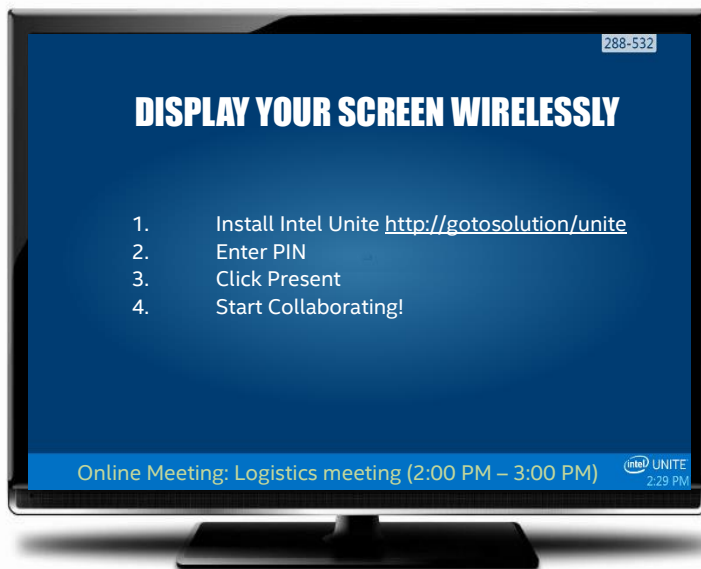 288-532
DISPLAY YOUR SCREEN WIRELESSLY
1. Install Intel Unite http://gotosolution/unite
2. Enter PIN
3. Click Present
4. Start Collaborating!
Online Meeting: Logistics meeting (2:00 PM – 3:00 PM)
intel UNITE
2:29 PM